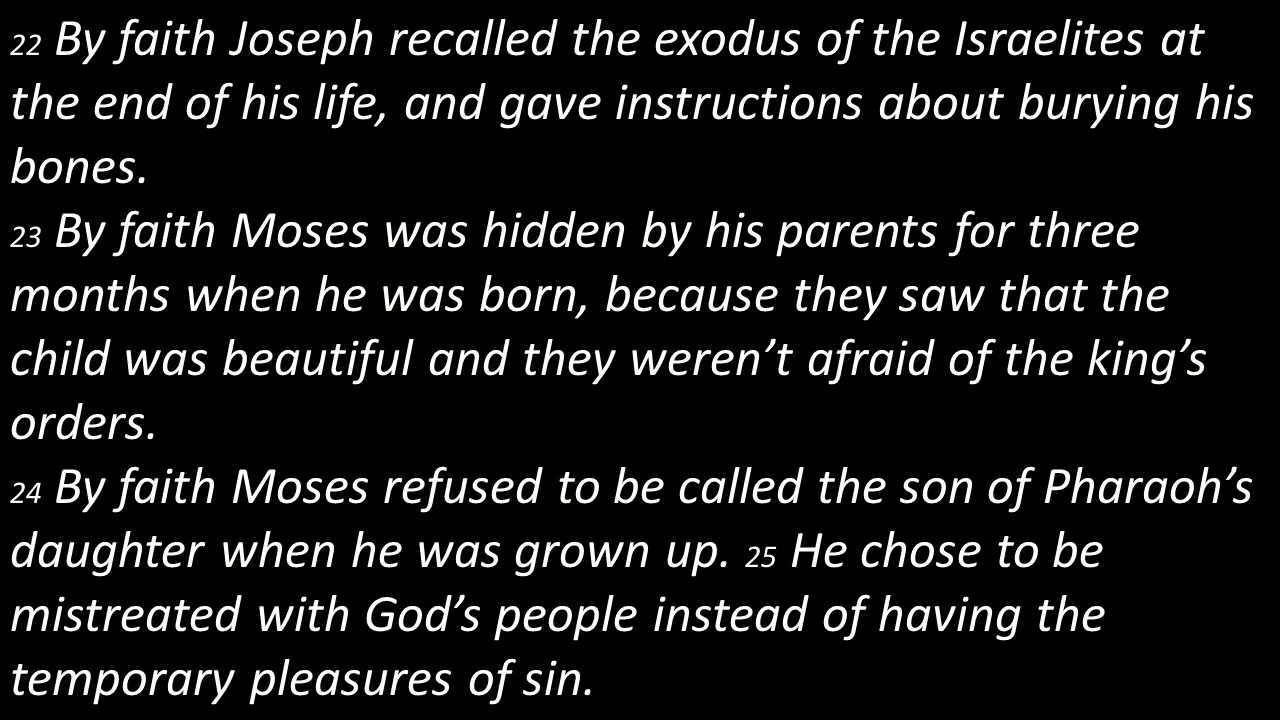 22 By faith Joseph recalled the exodus of the Israelites at
the end of his life, and gave instructions about burying his
bones.
23 By faith Moses was hidden by his parents for three
months when he was born, because they saw that the
child was beautiful and they weren’t afraid of the king’s
orders.
24 By faith Moses refused to be called the son of Pharaoh’s
daughter when he was grown up. 25 He chose to be
mistreated with God’s people instead of having the
temporary pleasures of sin.